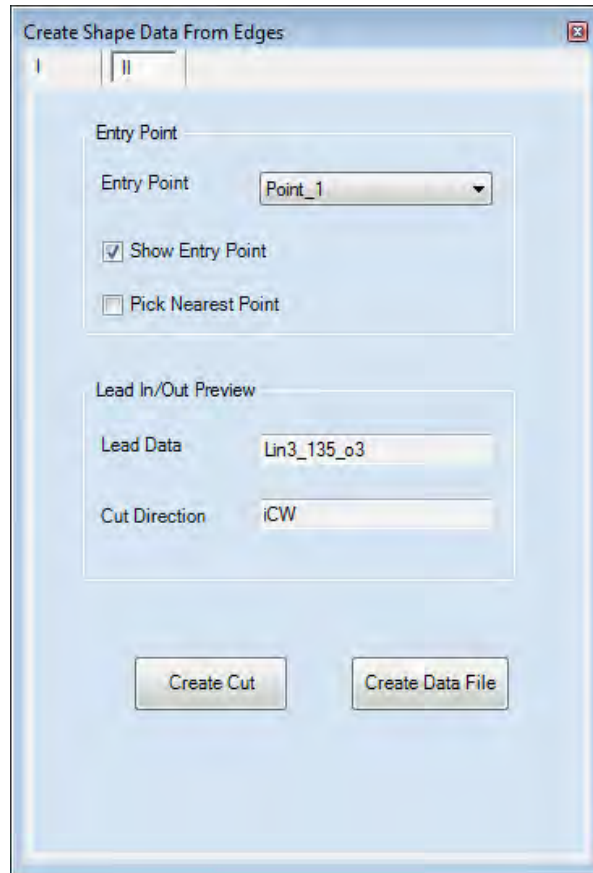 Create Shape Data From Edges
I II
Entry Point
Entry Point Point_1
Show Entry Point
Pick Nearest Point
Lead In/Out Preview
Lead Data Lin3_135_o3
Cut Direction iCW
Create Cut Create Data File